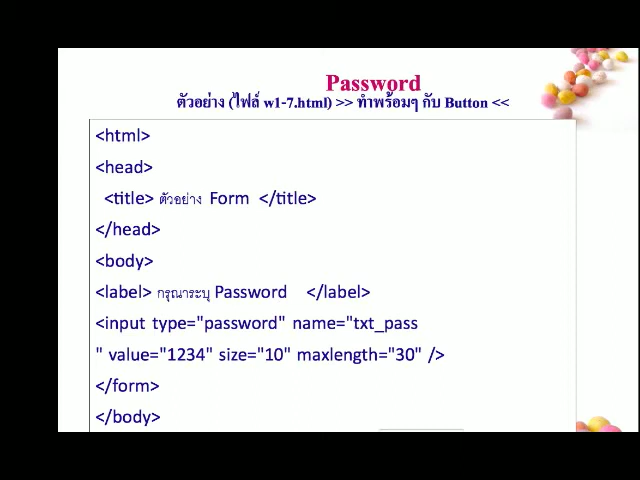 Password
ตัวอย่าง (ไฟล์ w1-7.html) >> ทำพร้อมๆ กับ Button <<
<html>
<head>
<title> ตัวอย่าง Form </title>
</head>
<body>
<label> กรุณาระบุ Password </label>
<input type="password" name="txt_pass
" value="1234" size="10" maxlength="30" />
</form>
</body>